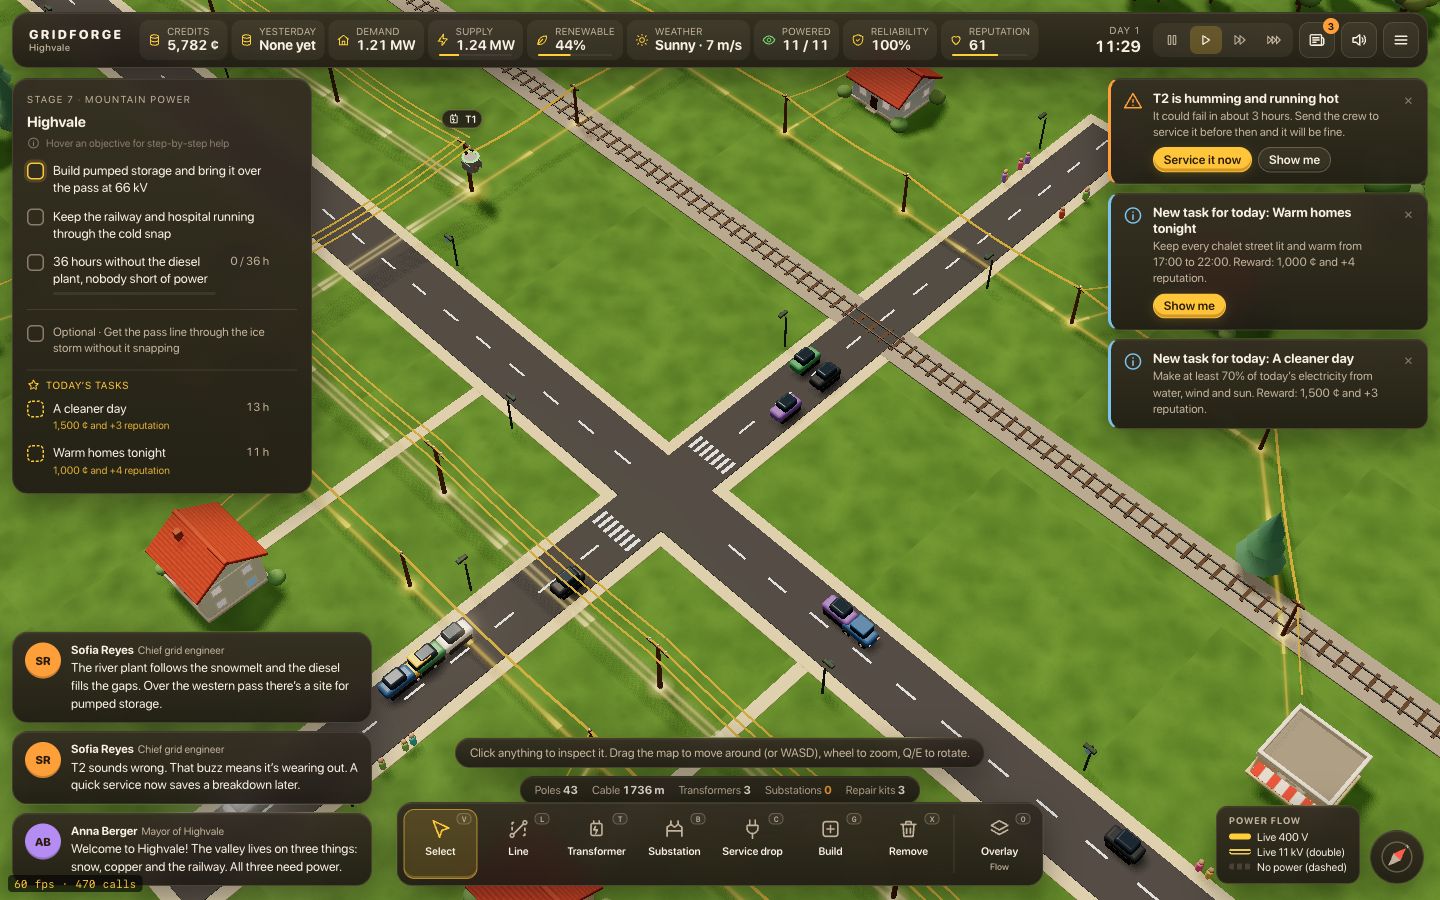 GRIDFORGE
Highvale
CREDITS
5,782 ¢
YESTERDAY
None yet
DEMAND
1.21 MW
SUPPLY
1.24 MW
RENEWABLE
44%
WEATHER
Sunny · 7 m/s
POWERED
11 / 11
RELIABILITY
100%
REPUTATION
61
DAY 1
11:29
3
STAGE 7 · MOUNTAIN POWER
Highvale
Hover an objective for step-by-step help
Build pumped storage and bring it over
the pass at 66 kV
Keep the railway and hospital running
through the cold snap
36 hours without the diesel
plant, nobody short of power
0 / 36 h
Optional · Get the pass line through the ice
storm without it snapping
TODAY'S TASKS
A cleaner day
13 h
1,500 ¢ and +3 reputation
Warm homes tonight
11 h
1,000 ¢ and +4 reputation
T1
T2 is humming and running hot
×
It could fail in about 3 hours. Send the crew to
service it before then and it will be fine.
Service it now
Show me
New task for today: Warm homes
tonight
×
Keep every chalet street lit and warm from
17:00 to 22:00. Reward: 1,000 ¢ and +4
reputation.
Show me
New task for today: A cleaner day
×
Make at least 70% of today's electricity from
water, wind and sun. Reward: 1,500 ¢ and +3
reputation.
SR
Sofia Reyes Chief grid engineer
The river plant follows the snowmelt and the diesel
fills the gaps. Over the western pass there's a site for
pumped storage.
SR
Sofia Reyes Chief grid engineer
T2 sounds wrong. That buzz means it's wearing out. A
quick service now saves a breakdown later.
AB
Anna Berger Mayor of Highvale
Welcome to Highvale! The valley lives on three things:
snow, copper and the railway. All three need power.
60 fps · 470 calls
Click anything to inspect it. Drag the map to move around (or WASD), wheel to zoom, Q/E to rotate.
Poles 43 Cable 1 736 m Transformers 3 Substations 0 Repair kits 3
V
Select
L
Line
T
Transformer
B
Substation
C
Service drop
G
Build
X
Remove
O
Overlay
Flow
POWER FLOW
Live 400 V
Live 11 kV (double)
No power (dashed)